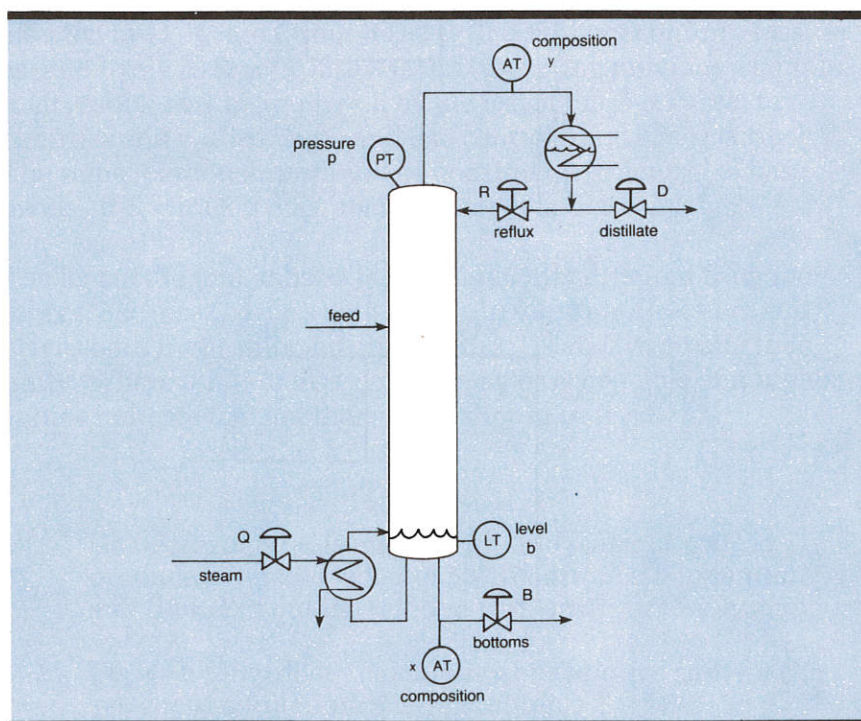 composition
y
AT
pressure
p
PT
R
D
reflux
distillate
feed
level
b
LT
Q
steam
B
bottoms
x
AT
composition